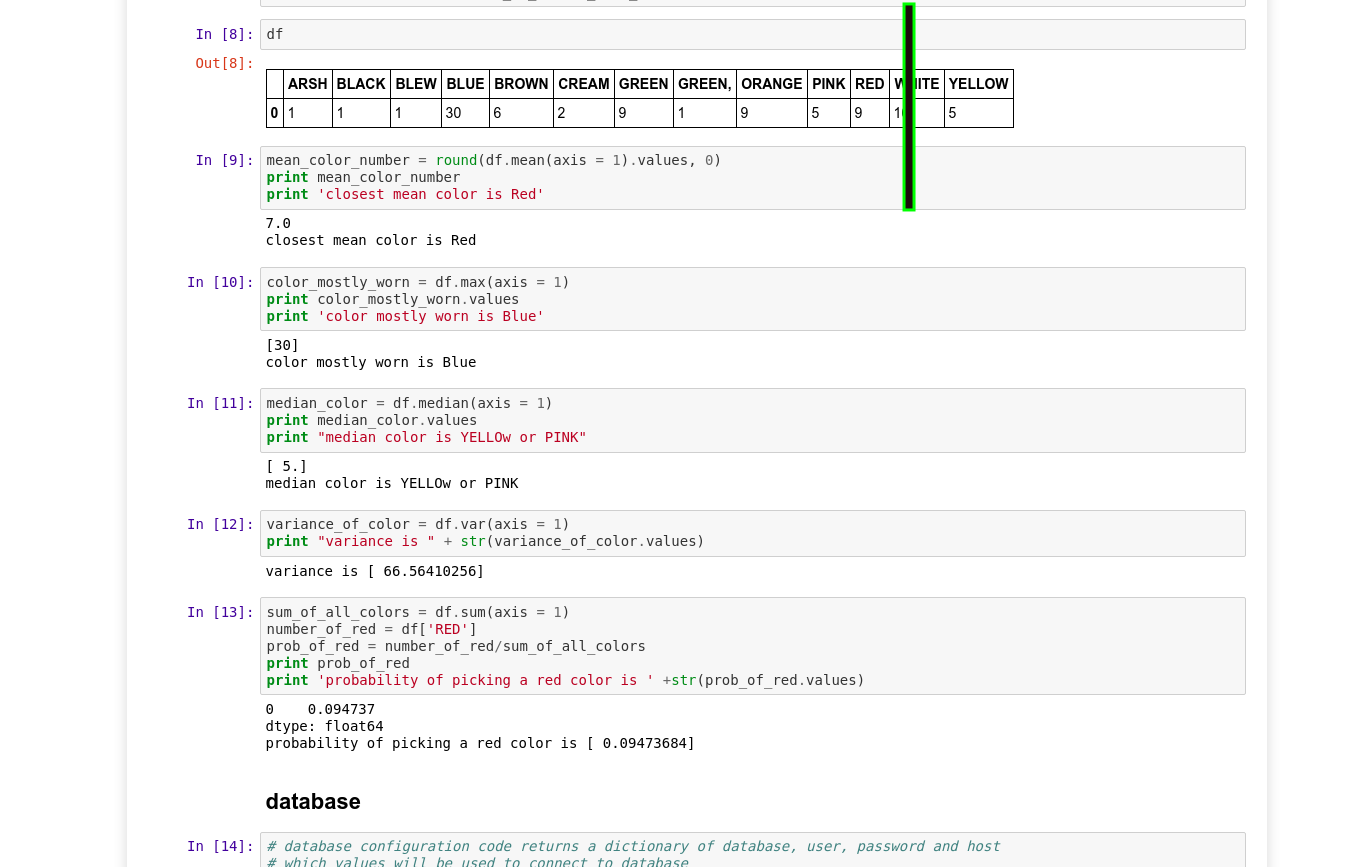 In [8]: df
Out[8]:
ARSH BLACK BLEW BLUE BROWN CREAM GREEN GREEN, ORANGE PINK RED YELLOW
0 1 1 1 30 6 2 9 1 9 5 9 5
In [9]: mean_color_number = round(df.mean(axis = 1).values, 0)
print mean_color_number
print 'closest mean color is Red'
7.0
closest mean color is Red
In [10]: color_mostly_worn = df.max(axis = 1)
print color_mostly_worn.values
print 'color mostly worn is Blue'
[30]
color mostly worn is Blue
In [11]: median_color = df.median(axis = 1)
print median_color.values
print "median color is YELLOw or PINK"
[ 5.]
median color is YELLOw or PINK
In [12]: variance_of_color = df.var(axis = 1)
print "variance is " + str(variance_of_color.values)
variance is [ 66.56410256]
In [13]: sum_of_all_colors = df.sum(axis = 1)
number_of_red = df['RED']
prob_of_red = number_of_red/sum_of_all_colors
print prob_of_red
print 'probability of picking a red color is ' +str(prob_of_red.values)
0    0.094737
dtype: float64
probability of picking a red color is [ 0.09473684]
database
In [14]: # database configuration code returns a dictionary of database, user, password and host
# which values will be used to connect to database